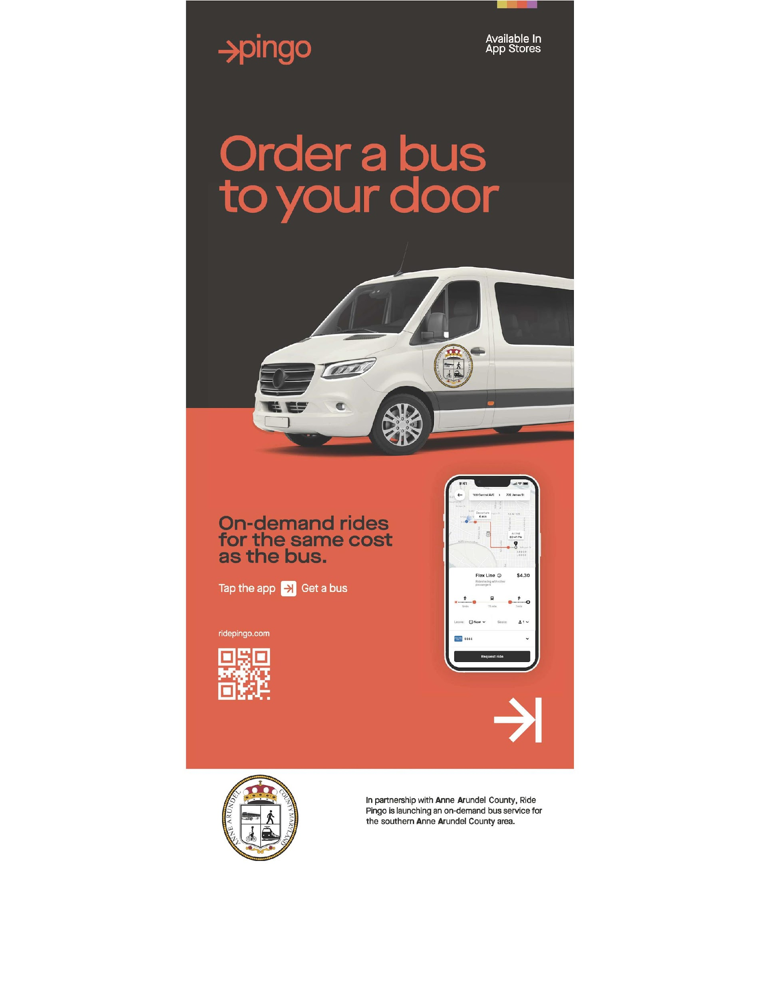 pingo
Available In
App Stores
Order a bus
to your door
ANNE ARUNDEL COUNTY MARYLAND
On-demand rides
for the same cost
as the bus.
Tap the app Get a bus
ridepingo.com
9:41
100 Central AVE 72E James St
Departure
4 min
KENTON
Arrival
03:41 PM
ARBOR
LODGE
Flex Line $4.30
Ridesharing with other
passengers
15 min
Leave: Now Seats: 1
4444
Request ride
ANNE ARUNDEL COUNTY MARYLAND
In partnership with Anne Arundel County, Ride
Pingo is launching an on-demand bus service for
the southern Anne Arundel County area.